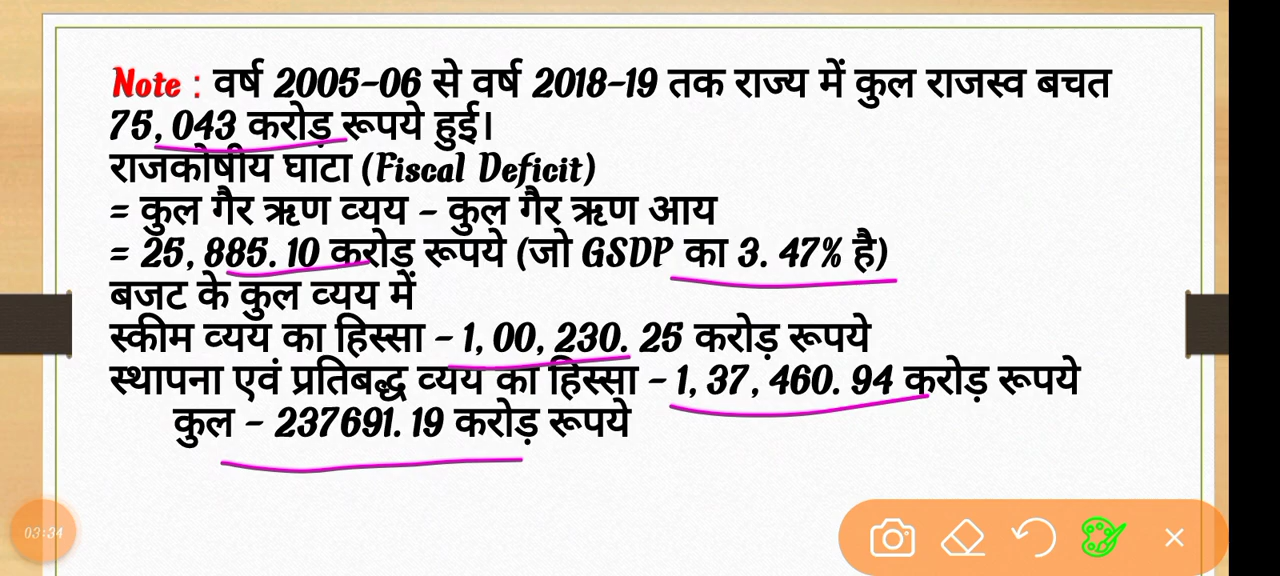 Note : वर्ष 2005-06 से वर्ष 2018-19 तक राज्य में कुल राजस्व बचत
75, 043 करोड़ रूपये हुई।
राजकोषीय घाटा (Fiscal Deficit)
= कुल गैर ऋण व्यय - कुल गैर ऋण आय
= 25, 885. 10 करोड़ रूपये (जो GSDP का 3. 47% है)
बजट के कुल व्यय में
स्कीम व्यय का हिस्सा - 1, 00, 230. 25 करोड़ रूपये
स्थापना एवं प्रतिबद्ध व्यय का हिस्सा - 1, 37, 460. 94 करोड़ रूपये
कुल - 237691. 19 करोड़ रूपये
03:34